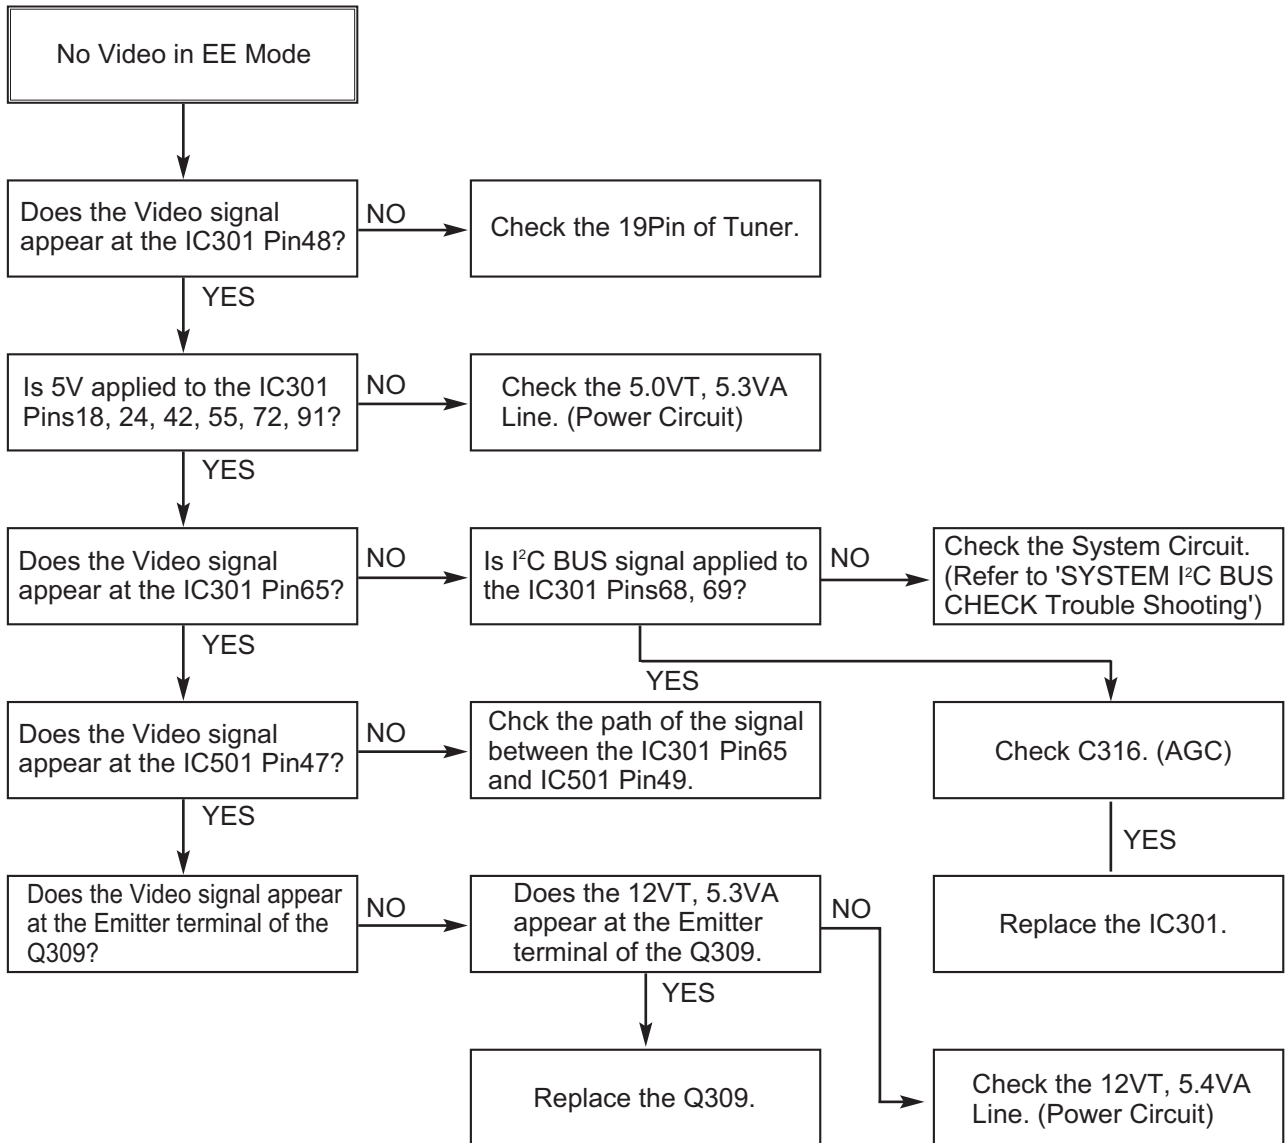 No Video in EE Mode
Does the Video signal
appear at the IC301 Pin48?
NO
Check the 19Pin of Tuner.
YES
Is 5V applied to the IC301
Pins18, 24, 42, 55, 72, 91?
NO
Check the 5.0VT, 5.3VA
Line. (Power Circuit)
YES
Does the Video signal
appear at the IC301 Pin65?
NO
Is I²C BUS signal applied to
the IC301 Pins68, 69?
NO
Check the System Circuit.
(Refer to 'SYSTEM I²C BUS
CHECK Trouble Shooting')
YES
YES
Does the Video signal
appear at the IC501 Pin47?
NO
Chck the path of the signal
between the IC301 Pin65
and IC501 Pin49.
Check C316. (AGC)
YES
YES
Does the Video signal appear
at the Emitter terminal of the
Q309?
NO
Does the 12VT, 5.3VA
appear at the Emitter
terminal of the Q309.
NO
Replace the IC301.
YES
Replace the Q309.
Check the 12VT, 5.4VA
Line. (Power Circuit)